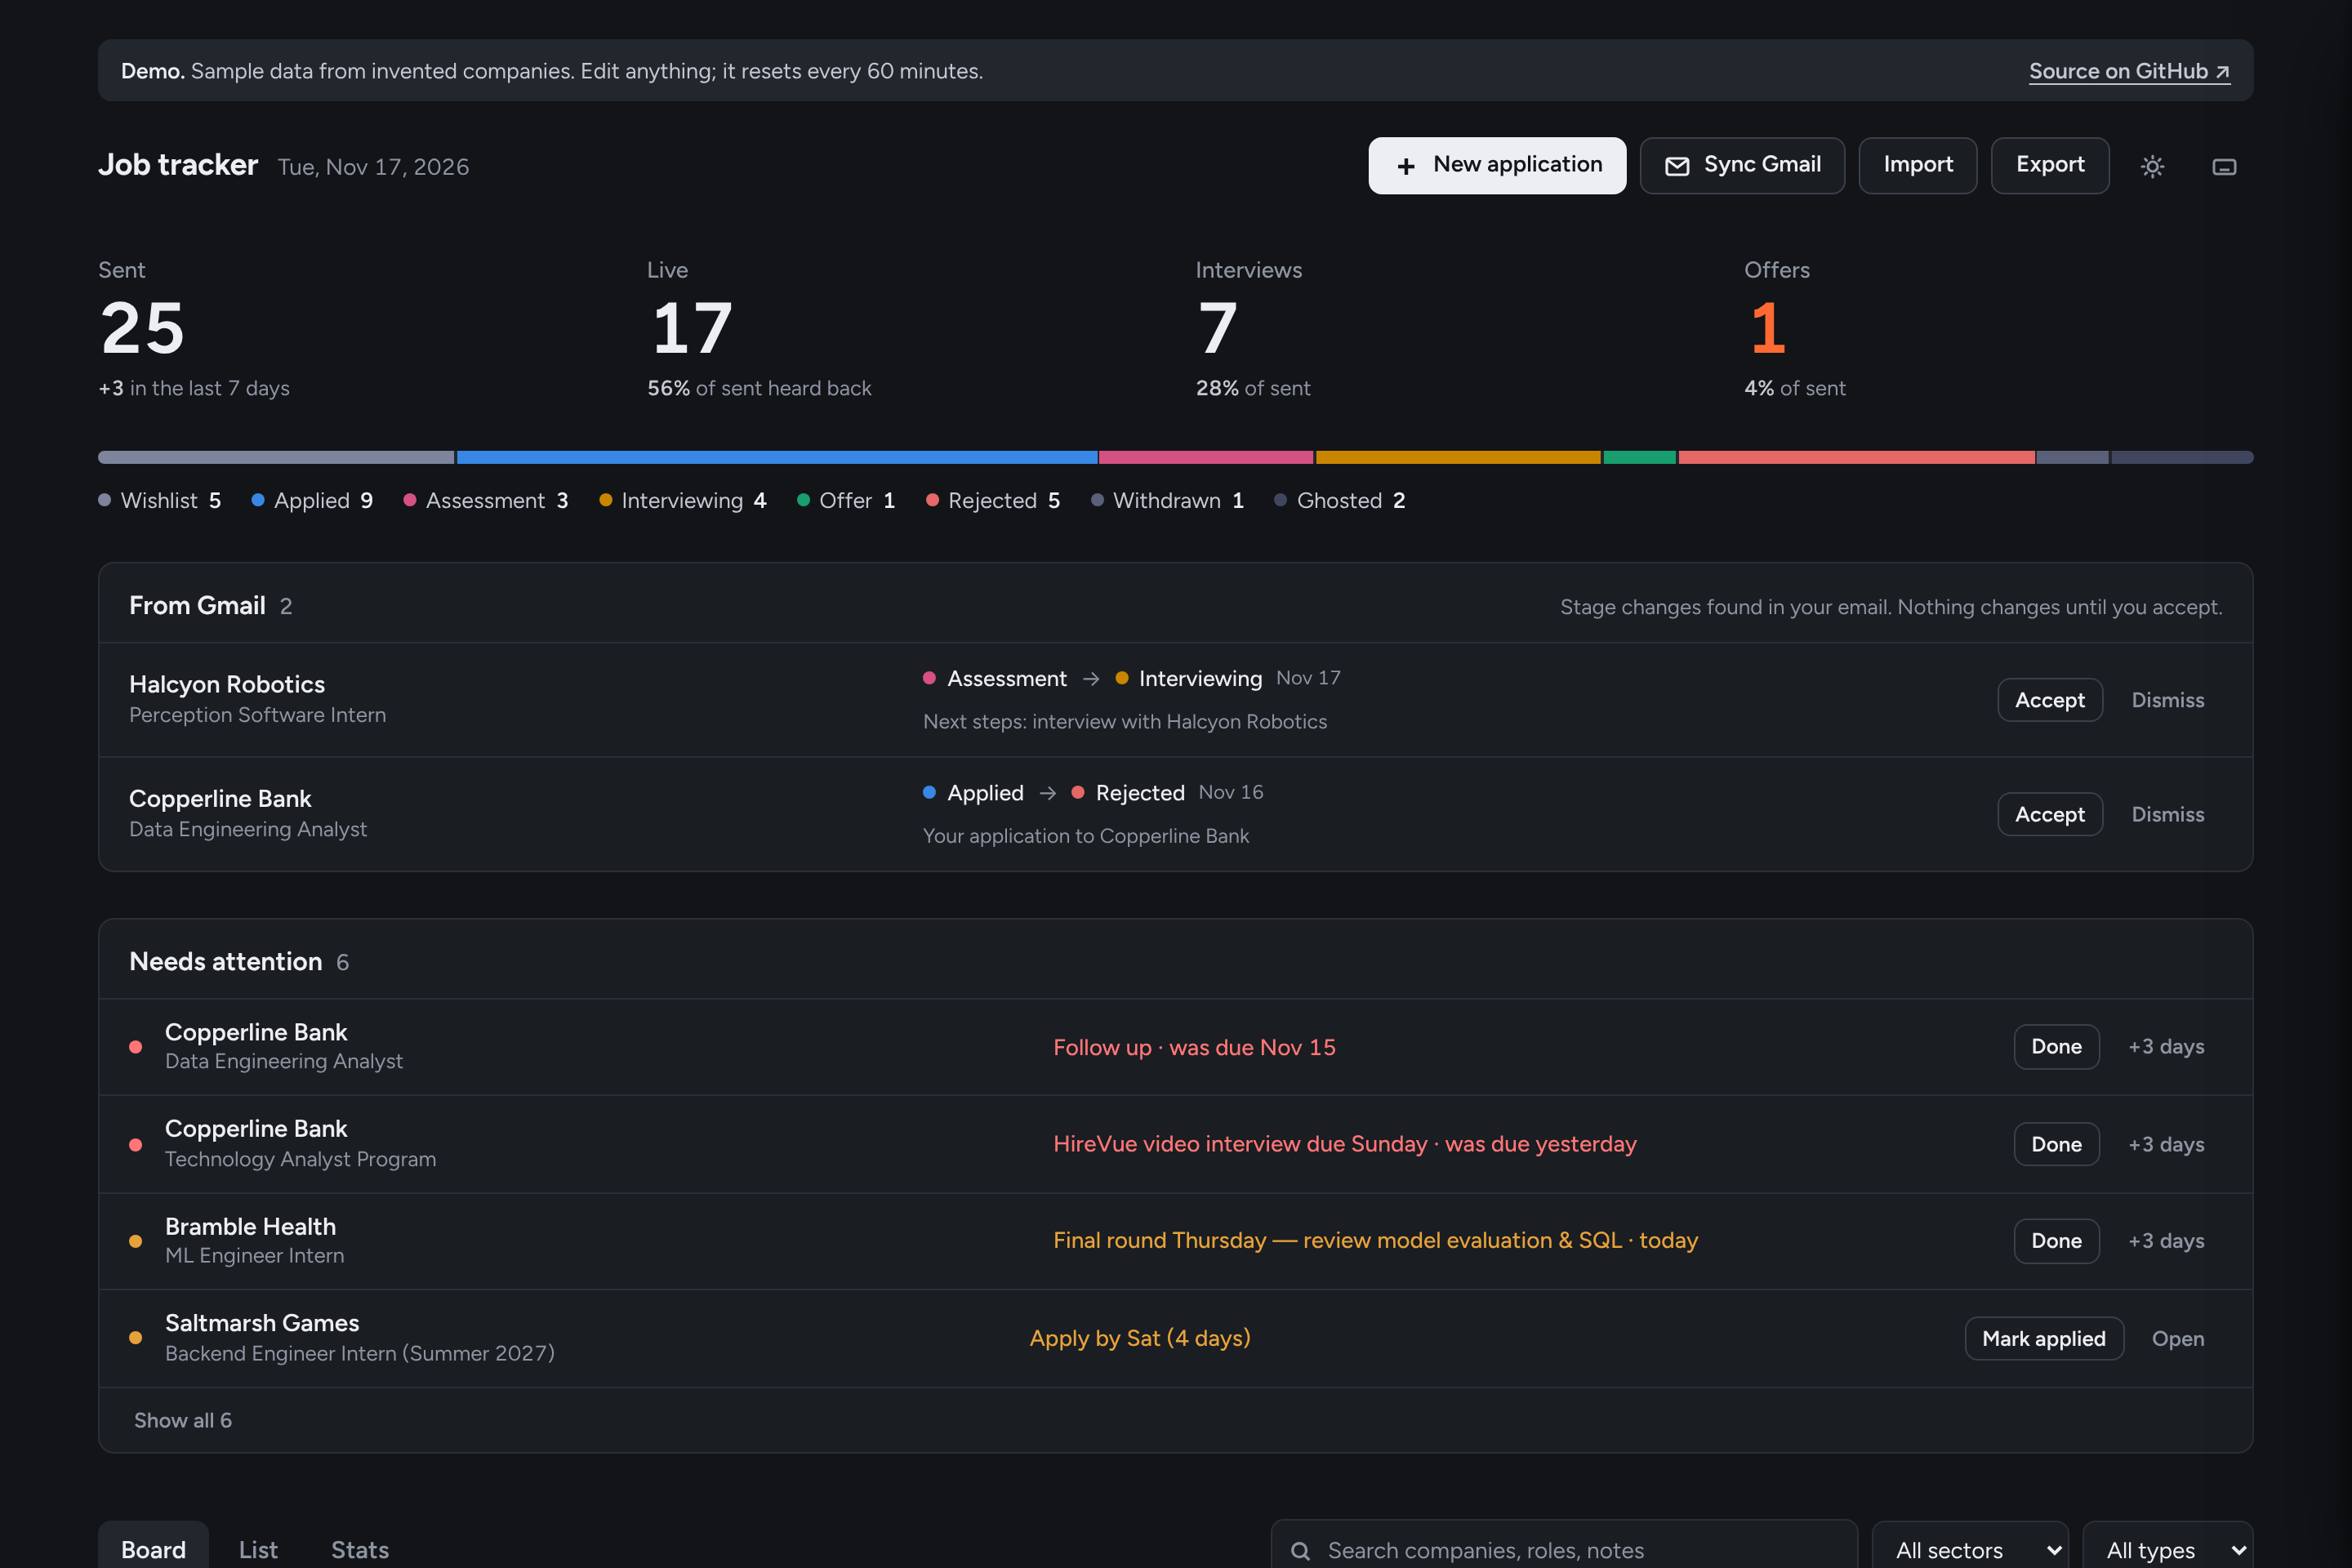 Demo. Sample data from invented companies. Edit anything; it resets every 60 minutes.
Source on GitHub ↗
Job tracker Tue, Nov 17, 2026
+ New application
Sync Gmail
Import
Export
Sent
25
+3 in the last 7 days
Live
17
56% of sent heard back
Interviews
7
28% of sent
Offers
1
4% of sent
Wishlist 5 Applied 9 Assessment 3 Interviewing 4 Offer 1 Rejected 5 Withdrawn 1 Ghosted 2
From Gmail 2
Stage changes found in your email. Nothing changes until you accept.
Halcyon Robotics
Perception Software Intern
Assessment → Interviewing Nov 17
Next steps: interview with Halcyon Robotics
Accept Dismiss
Copperline Bank
Data Engineering Analyst
Applied → Rejected Nov 16
Your application to Copperline Bank
Accept Dismiss
Needs attention 6
Copperline Bank
Data Engineering Analyst
Follow up · was due Nov 15
Done +3 days
Copperline Bank
Technology Analyst Program
HireVue video interview due Sunday · was due yesterday
Done +3 days
Bramble Health
ML Engineer Intern
Final round Thursday — review model evaluation & SQL · today
Done +3 days
Saltmarsh Games
Backend Engineer Intern (Summer 2027)
Apply by Sat (4 days)
Mark applied Open
Show all 6
Board List Stats
Search companies, roles, notes
All sectors
All types